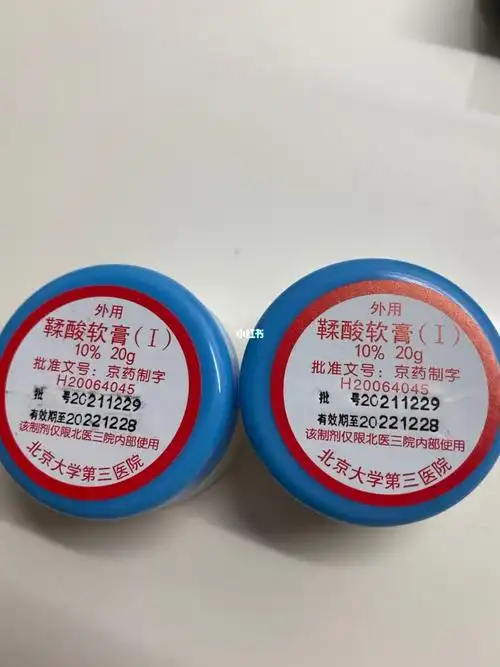 外用
鞣酸软膏(Ⅰ)
10% 20g
批准文号：京药制字
H20064045
批 号20211229
有效期至20221228
该制剂仅限北医三院内部使用
北京大学第三医院
小红书
外用
鞣酸软膏(Ⅰ)
10% 20g
批准文号：京药制字
H20064045
批 号20211229
有效期至20221228
该制剂仅限北医三院内部使用
北京大学第三医院